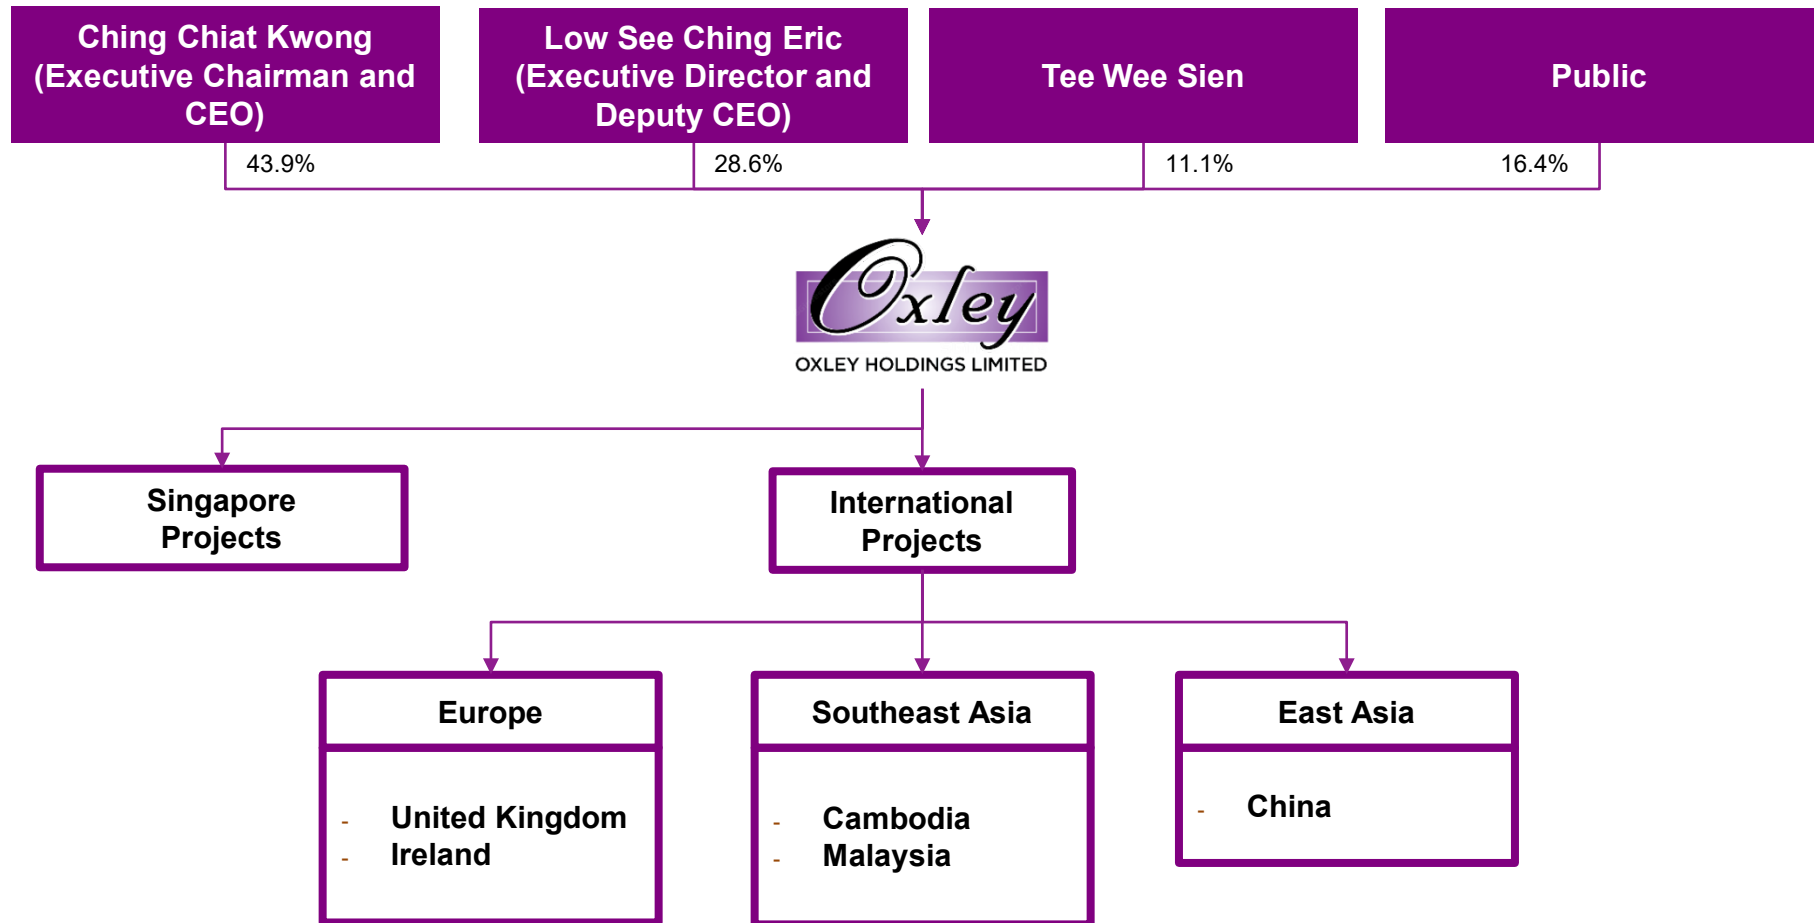 Ching Chiat Kwong
(Executive Chairman and
CEO)
Low See Ching Eric
(Executive Director and
Deputy CEO)
Tee Wee Sien
Public
43.9%
28.6%
11.1%
16.4%
Oxley
OXLEY HOLDINGS LIMITED
Singapore
Projects
International
Projects
Europe
- United Kingdom
- Ireland
Southeast Asia
- Cambodia
- Malaysia
East Asia
- China